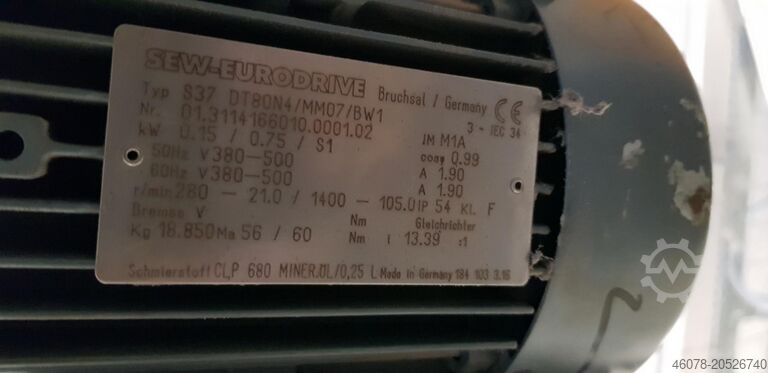 SEW-EURODRIVE
Bruchsal / Germany CE
Typ S37 DT80N4/MM07/BW1
3~ IEC 34
Nr. 01.3114166010.0001.02
kW 0.15 / 0.75 / S1 IM M1A
50Hz V 380-500 cosφ 0.99
60Hz V 380-500 A 1.90
A 1.90
r/min 280 - 21.0 / 1400 - 105.0 IP 54 KL F
Bremse V Nm Gleichrichter
Kg 18.850 Ma 56 / 60 Nm i 13.39 :1
Schmierstoff CLP 680 MINER.ÖL/0,25 L Made in Germany 184 103 3.16
46078-20526740